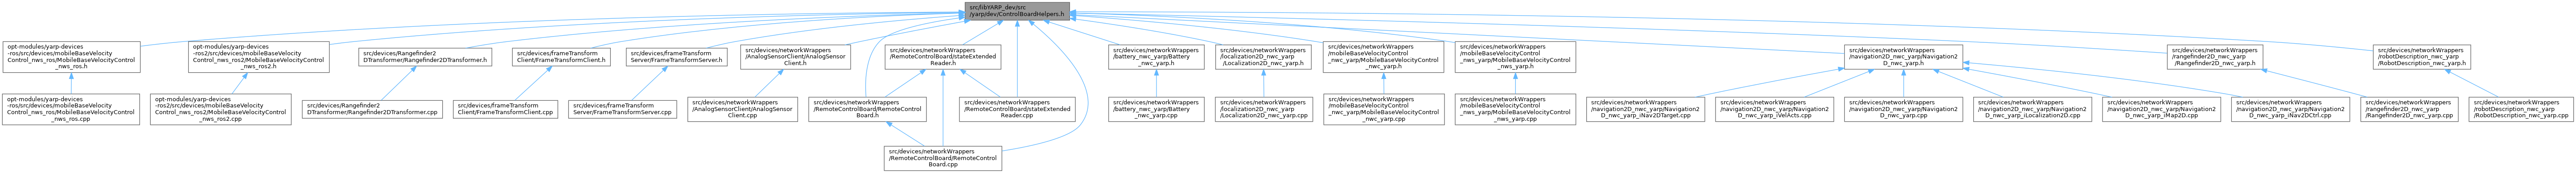 src/libYARP_dev/src
/yarp/dev/ControlBoardHelpers.h
opt-modules/yarp-devices
-ros/src/devices/mobileBaseVelocity
Control_nws_ros/MobileBaseVelocityControl
_nws_ros.h
opt-modules/yarp-devices
-ros2/src/devices/mobileBaseVelocity
Control_nws_ros2/MobileBaseVelocityControl
_nws_ros2.h
src/devices/Rangefinder2
DTransformer/Rangefinder2DTransformer.h
src/devices/frameTransform
Client/FrameTransformClient.h
src/devices/frameTransform
Server/FrameTransformServer.h
src/devices/networkWrappers
/AnalogSensorClient/AnalogSensor
Client.h
src/devices/networkWrappers
/RemoteControlBoard/stateExtended
Reader.h
src/devices/networkWrappers
/battery_nwc_yarp/Battery
_nwc_yarp.h
src/devices/networkWrappers
/localization2D_nwc_yarp
/Localization2D_nwc_yarp.h
src/devices/networkWrappers
/mobileBaseVelocityControl
_nwc_yarp/MobileBaseVelocityControl
_nwc_yarp.h
src/devices/networkWrappers
/mobileBaseVelocityControl
_nws_yarp/MobileBaseVelocityControl
_nws_yarp.h
src/devices/networkWrappers
/navigation2D_nwc_yarp/Navigation2
D_nwc_yarp.h
src/devices/networkWrappers
/rangefinder2D_nwc_yarp
/Rangefinder2D_nwc_yarp.h
src/devices/networkWrappers
/robotDescription_nwc_yarp
/RobotDescription_nwc_yarp.h
opt-modules/yarp-devices
-ros/src/devices/mobileBaseVelocity
Control_nws_ros/MobileBaseVelocityControl
_nws_ros.cpp
opt-modules/yarp-devices
-ros2/src/devices/mobileBaseVelocity
Control_nws_ros2/MobileBaseVelocityControl
_nws_ros2.cpp
src/devices/Rangefinder2
DTransformer/Rangefinder2DTransformer.cpp
src/devices/frameTransform
Client/FrameTransformClient.cpp
src/devices/frameTransform
Server/FrameTransformServer.cpp
src/devices/networkWrappers
/AnalogSensorClient/AnalogSensor
Client.cpp
src/devices/networkWrappers
/RemoteControlBoard/RemoteControl
Board.h
src/devices/networkWrappers
/RemoteControlBoard/stateExtended
Reader.cpp
src/devices/networkWrappers
/battery_nwc_yarp/Battery
_nwc_yarp.cpp
src/devices/networkWrappers
/localization2D_nwc_yarp
/Localization2D_nwc_yarp.cpp
src/devices/networkWrappers
/mobileBaseVelocityControl
_nwc_yarp/MobileBaseVelocityControl
_nwc_yarp.cpp
src/devices/networkWrappers
/mobileBaseVelocityControl
_nws_yarp/MobileBaseVelocityControl
_nws_yarp.cpp
src/devices/networkWrappers
/navigation2D_nwc_yarp/Navigation2
D_nwc_yarp_iNav2DTarget.cpp
src/devices/networkWrappers
/navigation2D_nwc_yarp/Navigation2
D_nwc_yarp_iVelActs.cpp
src/devices/networkWrappers
/navigation2D_nwc_yarp/Navigation2
D_nwc_yarp.cpp
src/devices/networkWrappers
/navigation2D_nwc_yarp/Navigation2
D_nwc_yarp_iLocalization2D.cpp
src/devices/networkWrappers
/navigation2D_nwc_yarp/Navigation2
D_nwc_yarp_iMap2D.cpp
src/devices/networkWrappers
/navigation2D_nwc_yarp/Navigation2
D_nwc_yarp_iNav2DCtrl.cpp
src/devices/networkWrappers
/rangefinder2D_nwc_yarp
/Rangefinder2D_nwc_yarp.cpp
src/devices/networkWrappers
/robotDescription_nwc_yarp
/RobotDescription_nwc_yarp.cpp
src/devices/networkWrappers
/RemoteControlBoard/RemoteControl
Board.cpp